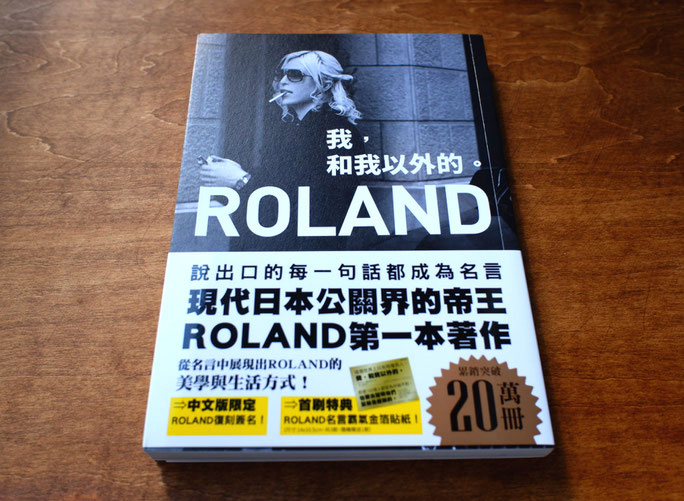 我，
和我以外的。
ROLAND
說出口的每一句話都成為名言
現代日本公關界的帝王
ROLAND第一本著作
從名言中展現出ROLAND的
美學與生活方式！
⇒中文版限定
ROLAND復刻簽名！
⇒首刷特典
ROLAND名言霸氣金箔貼紙！
累銷突破
20萬冊